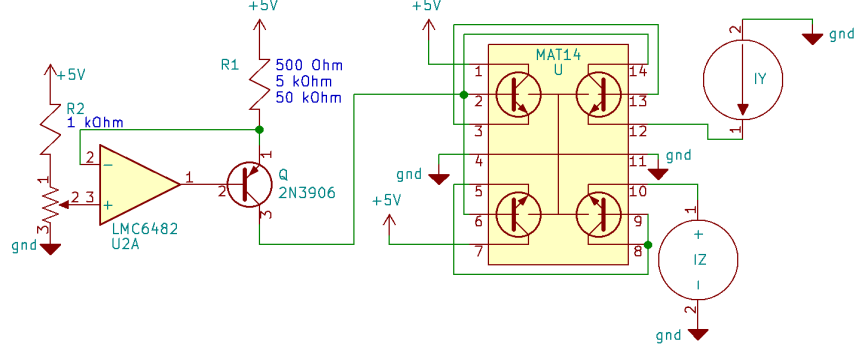 +5V
R1
500 Ohm
5 kOhm
50 kOhm
+5V
R2
1 kOhm
1
2
3
gnd
2
3
1
−
+
LMC6482
U2A
1
2
3
Q
2N3906
+5V
MAT14
U
1
2
3
4
5
6
7
14
13
12
11
10
9
8
gnd
gnd
+5V
2
gnd
IY
1
1
+
IZ
−
2
gnd